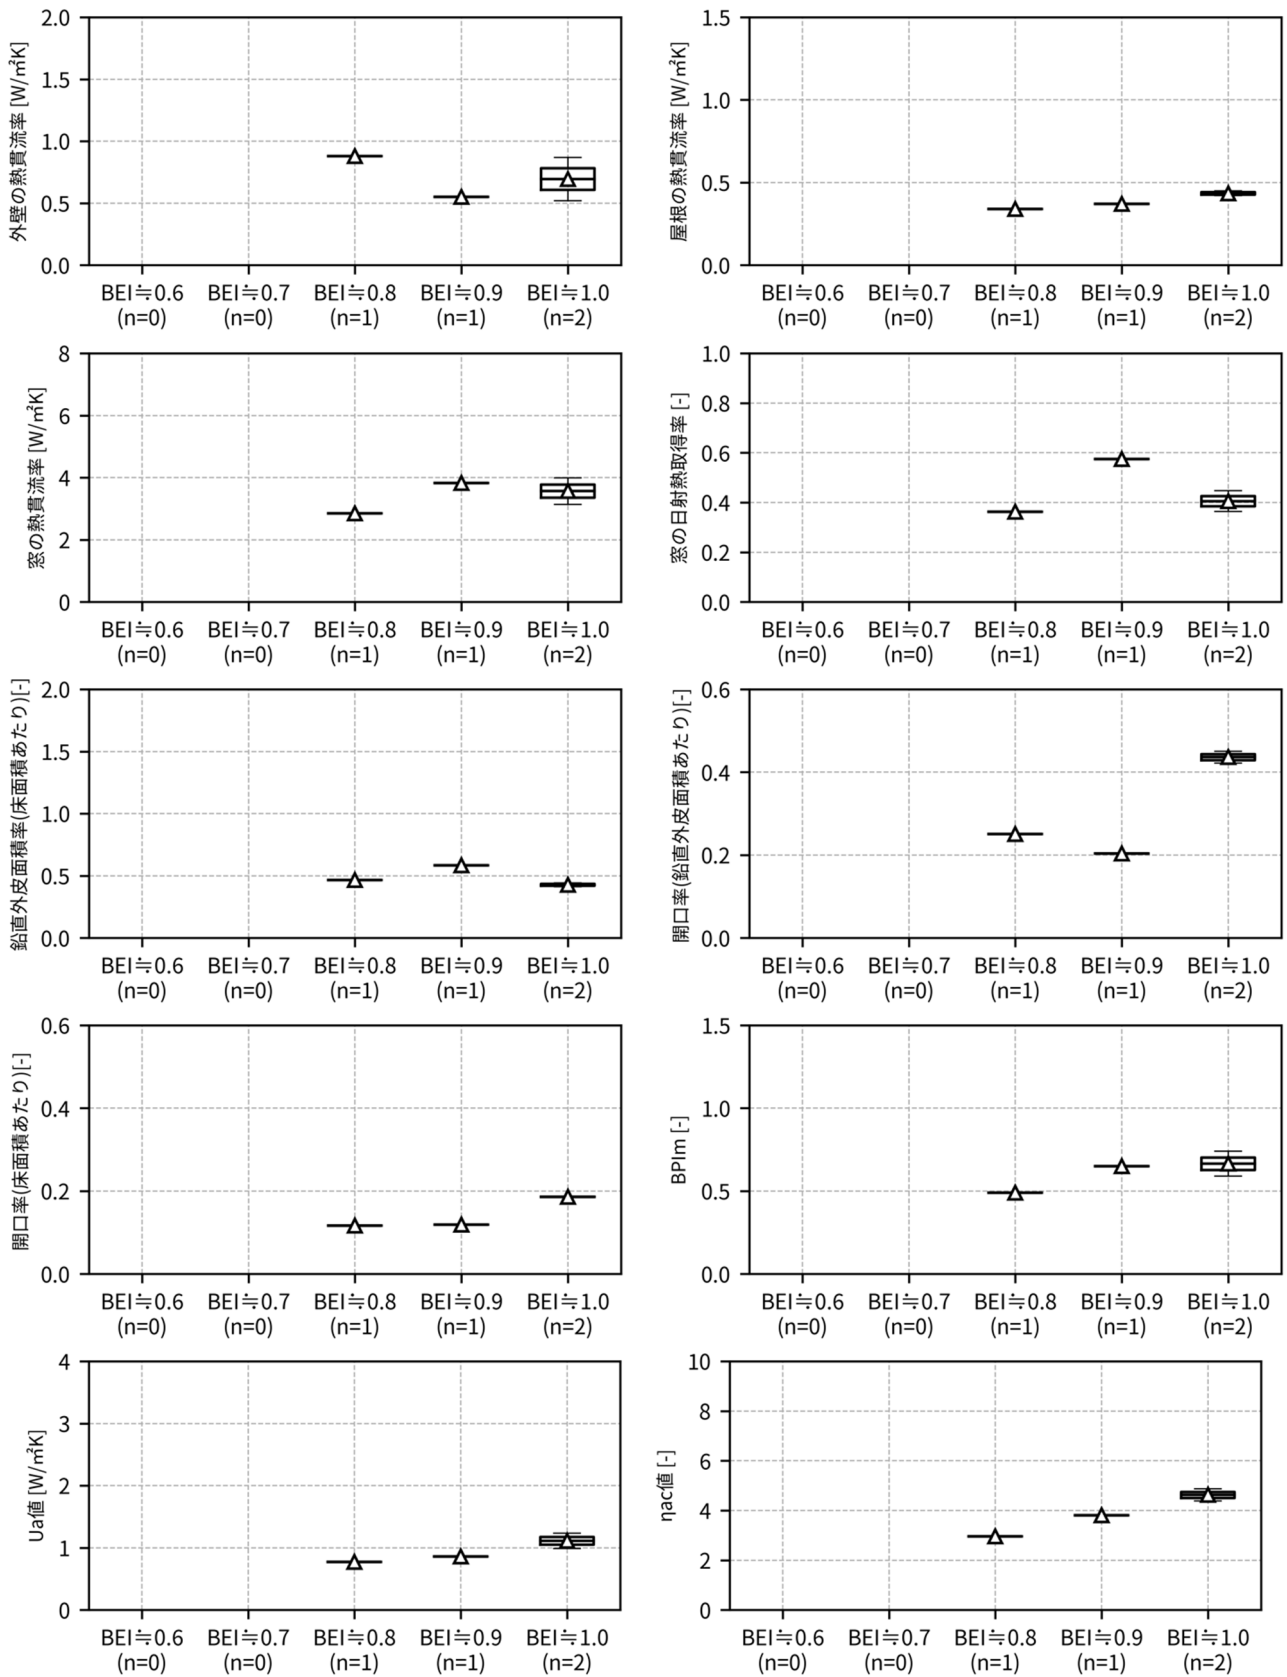 外壁の熱貫流率 [W/㎡K]
2.0
1.5
1.0
0.5
0.0
BEI≒0.6 BEI≒0.7 BEI≒0.8 BEI≒0.9 BEI≒1.0
(n=0) (n=0) (n=1) (n=1) (n=2)
屋根の熱貫流率 [W/㎡K]
1.5
1.0
0.5
0.0
BEI≒0.6 BEI≒0.7 BEI≒0.8 BEI≒0.9 BEI≒1.0
(n=0) (n=0) (n=1) (n=1) (n=2)
窓の熱貫流率 [W/㎡K]
8
6
4
2
0
BEI≒0.6 BEI≒0.7 BEI≒0.8 BEI≒0.9 BEI≒1.0
(n=0) (n=0) (n=1) (n=1) (n=2)
窓の日射熱取得率 [-]
1.0
0.8
0.6
0.4
0.2
0.0
BEI≒0.6 BEI≒0.7 BEI≒0.8 BEI≒0.9 BEI≒1.0
(n=0) (n=0) (n=1) (n=1) (n=2)
鉛直外皮面積率(床面積あたり)[-]
2.0
1.5
1.0
0.5
0.0
BEI≒0.6 BEI≒0.7 BEI≒0.8 BEI≒0.9 BEI≒1.0
(n=0) (n=0) (n=1) (n=1) (n=2)
開口率(鉛直外皮面積あたり)[-]
0.6
0.4
0.2
0.0
BEI≒0.6 BEI≒0.7 BEI≒0.8 BEI≒0.9 BEI≒1.0
(n=0) (n=0) (n=1) (n=1) (n=2)
開口率(床面積あたり)[-]
0.6
0.4
0.2
0.0
BEI≒0.6 BEI≒0.7 BEI≒0.8 BEI≒0.9 BEI≒1.0
(n=0) (n=0) (n=1) (n=1) (n=2)
BPIm [-]
1.5
1.0
0.5
0.0
BEI≒0.6 BEI≒0.7 BEI≒0.8 BEI≒0.9 BEI≒1.0
(n=0) (n=0) (n=1) (n=1) (n=2)
Ua値 [W/㎡K]
4
3
2
1
0
BEI≒0.6 BEI≒0.7 BEI≒0.8 BEI≒0.9 BEI≒1.0
(n=0) (n=0) (n=1) (n=1) (n=2)
ηac値 [-]
10
8
6
4
2
0
BEI≒0.6 BEI≒0.7 BEI≒0.8 BEI≒0.9 BEI≒1.0
(n=0) (n=0) (n=1) (n=1) (n=2)